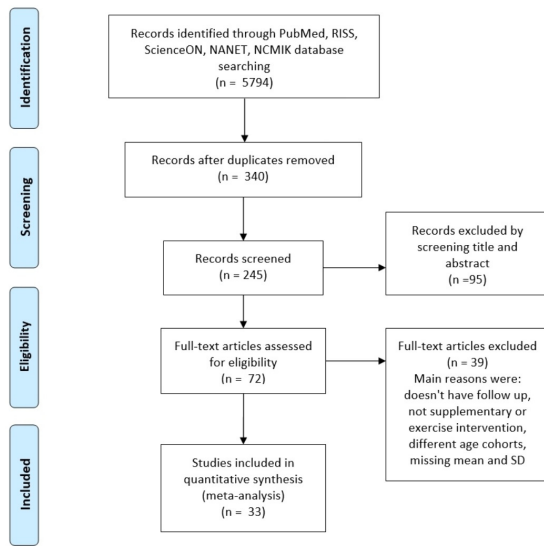 Identification
Records identified through PubMed, RISS,
ScienceON, NANET, NCMIK database
searching
(n = 5794)
Screening
Records after duplicates removed
(n = 340)
Records screened
(n = 245)
Records excluded by
screening title and
abstract
(n =95)
Eligibility
Full-text articles assessed
for eligibility
(n = 72)
Full-text articles excluded
(n = 39)
Main reasons were:
doesn't have follow up,
not supplementary or
exercise intervention,
different age cohorts,
missing mean and SD
Included
Studies included in
quantitative synthesis
(meta-analysis)
(n = 33)